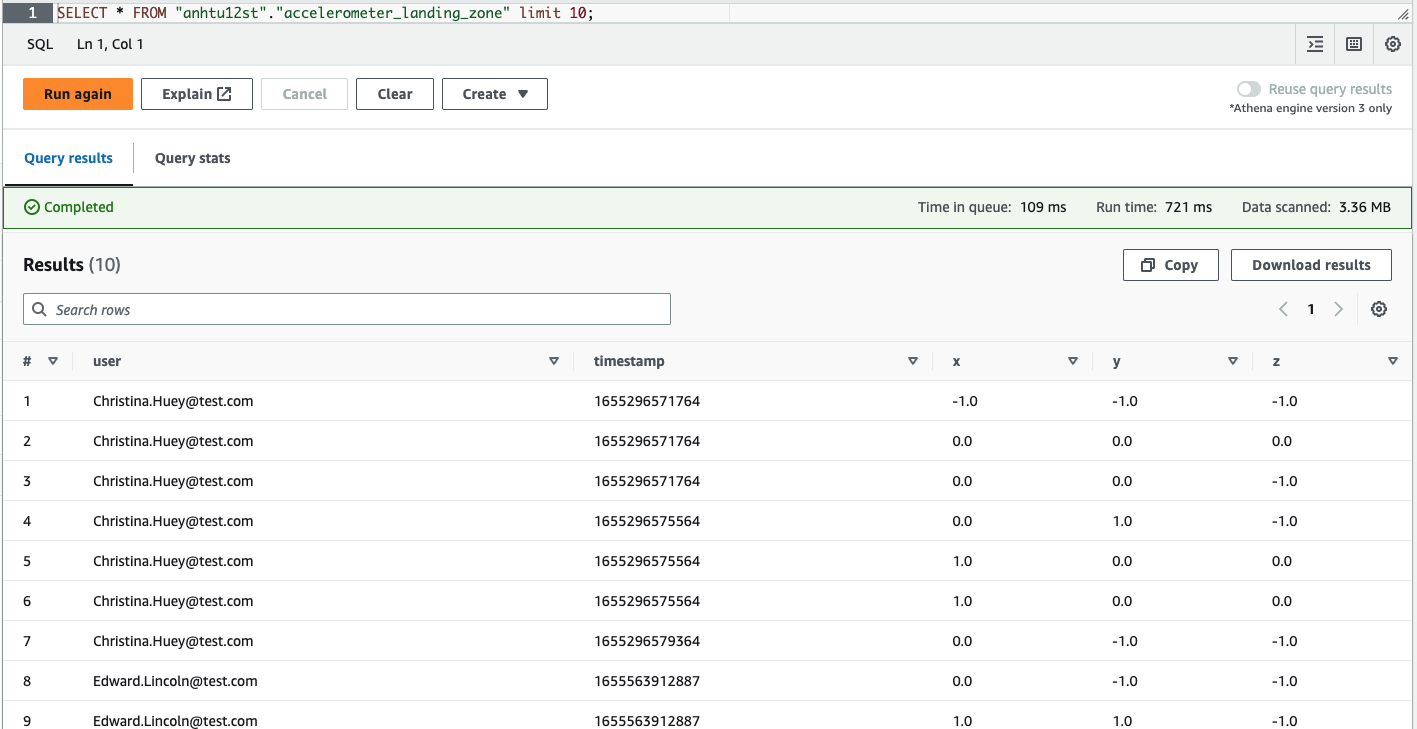 1 SELECT * FROM "anhtu12st"."accelerometer_landing_zone" limit 10;
SQL Ln 1, Col 1
Run again Explain Cancel Clear Create Reuse query results
*Athena engine version 3 only
Query results Query stats
Completed Time in queue: 109 ms Run time: 721 ms Data scanned: 3.36 MB
Results (10) Copy Download results
Search rows 1
# user timestamp x y z
1 Christina.Huey@test.com 1655296571764 -1.0 -1.0 -1.0
2 Christina.Huey@test.com 1655296571764 0.0 0.0 0.0
3 Christina.Huey@test.com 1655296571764 0.0 0.0 -1.0
4 Christina.Huey@test.com 1655296575564 0.0 1.0 -1.0
5 Christina.Huey@test.com 1655296575564 1.0 0.0 0.0
6 Christina.Huey@test.com 1655296575564 1.0 0.0 0.0
7 Christina.Huey@test.com 1655296579364 0.0 -1.0 -1.0
8 Edward.Lincoln@test.com 1655563912887 0.0 -1.0 -1.0
9 Edward.Lincoln@test.com 1655563912887 1.0 1.0 -1.0